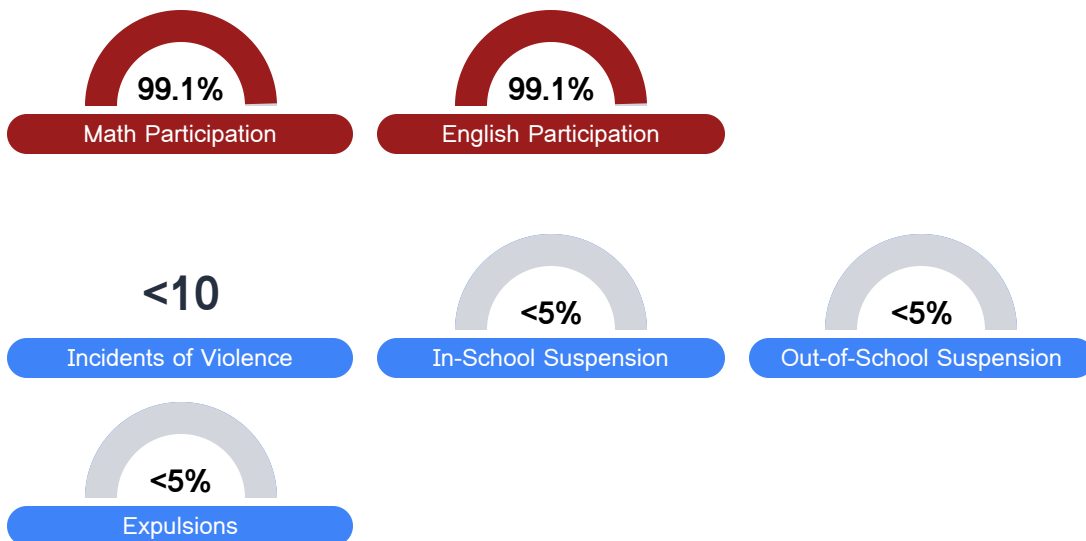 99.1%
99.1%
Math Participation
English Participation
<10
<5%
<5%
Incidents of Violence
In-School Suspension
Out-of-School Suspension
<5%
Expulsions